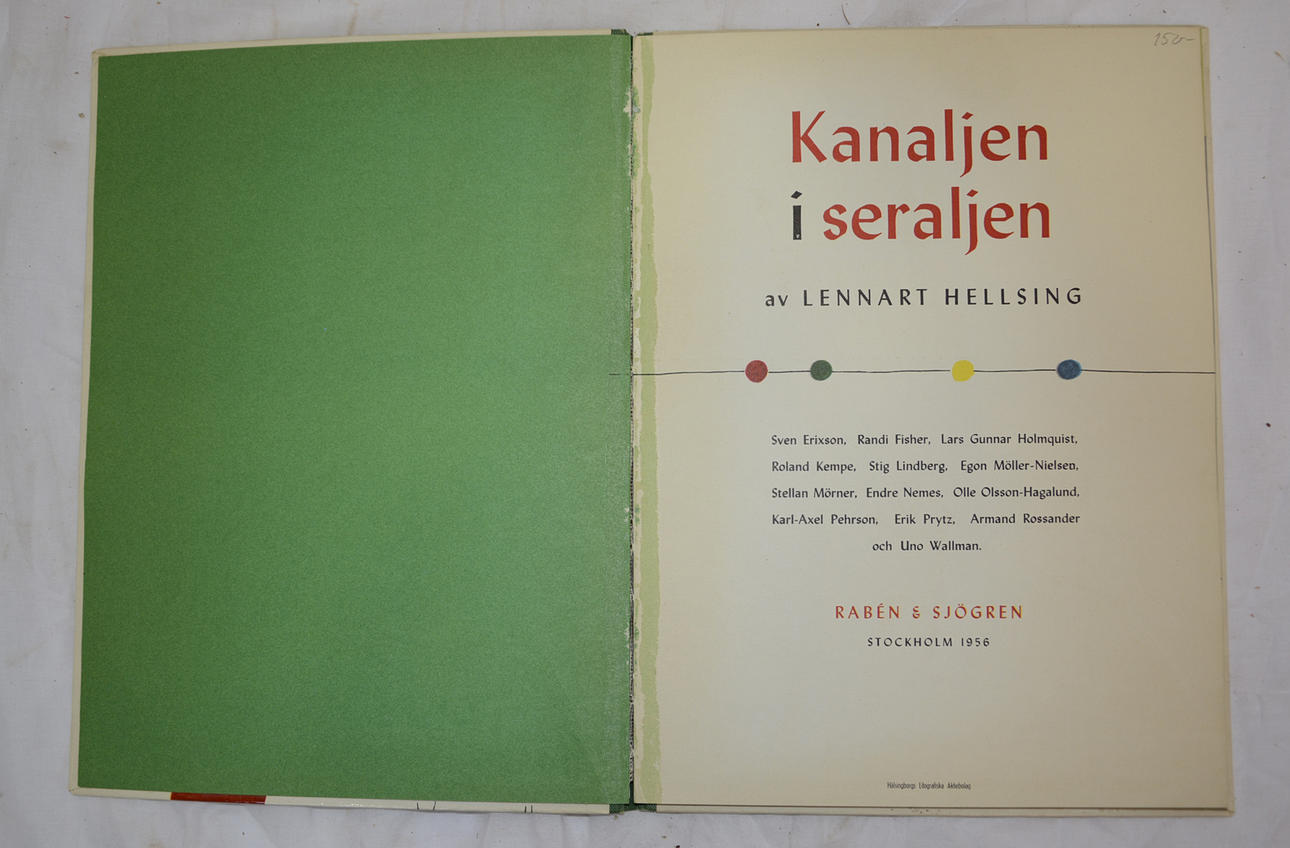 150-
Kanaljen
i seraljen
av LENNART HELLSING
Sven Erixson, Randi Fisher, Lars Gunnar Holmquist,
Roland Kempe, Stig Lindberg, Egon Möller-Nielsen,
Stellan Mörner, Endre Nemes, Olle Olsson-Hagalund,
Karl-Axel Pehrson, Erik Prytz, Armand Rossander
och Uno Wallman.
RABÉN & SJÖGREN
STOCKHOLM 1956
Hälsingborgs Litografiska Aktiebolag